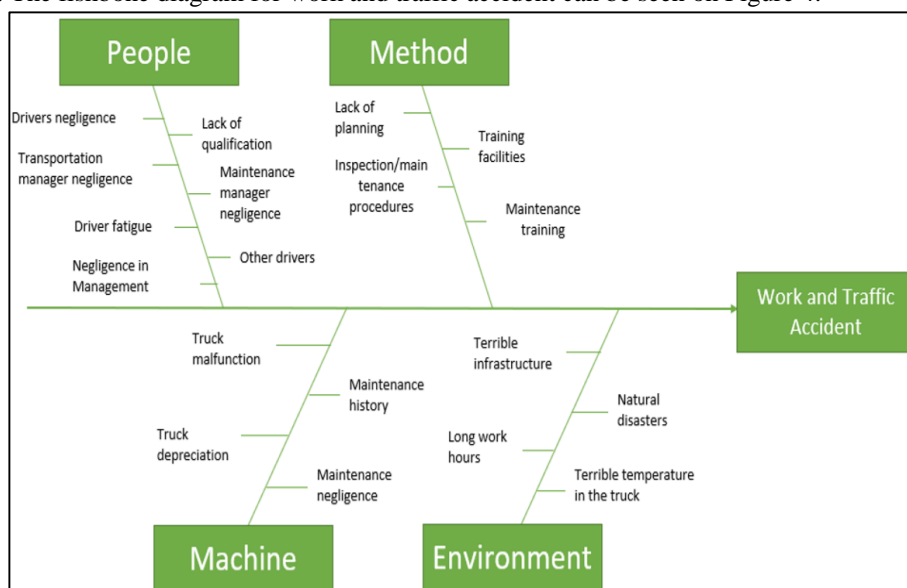 The fishbone diagram for work and traffic accident can be seen on Figure 4.
People
Method
Drivers negligence
Lack of
qualification
Transportation
manager negligence
Maintenance
manager
negligence
Driver fatigue
Other drivers
Negligence in
Management
Lack of
planning
Training
facilities
Inspection/main
tenance
procedures
Maintenance
training
Work and Traffic
Accident
Truck
malfunction
Maintenance
history
Truck
depreciation
Maintenance
negligence
Terrible
infrastructure
Natural
disasters
Long work
hours
Terrible temperature
in the truck
Machine
Environment